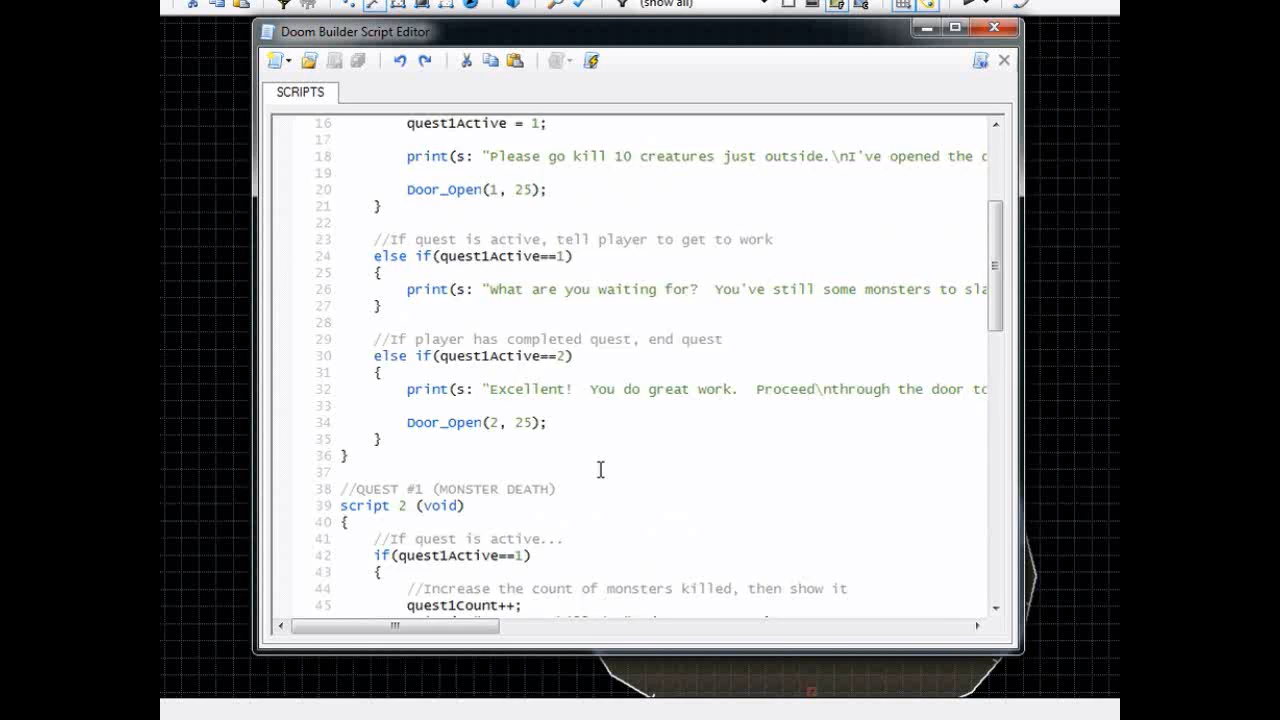 (show all)
Doom Builder Script Editor
SCRIPTS
16 quest1Active = 1;
17
18 print(s: "Please go kill 10 creatures just outside.\nI've opened the
19
20 Door_Open(1, 25);
21 }
22
23 //If quest is active, tell player to get to work
24 else if(quest1Active==1)
25 {
26 print(s: "What are you waiting for?  You've still some monsters to
27 }
28
29 //If player has completed quest, end quest
30 else if(quest1Active==2)
31 {
32 print(s: "Excellent!  You do great work.  Proceed\nthrough the door
33
34 Door_Open(2, 25);
35 }
36 }
37
38 //QUEST #1 (MONSTER DEATH)
39 script 2 (void)
40 {
41 //If quest is active...
42 if(quest1Active==1)
43 {
44 //Increase the count of monsters killed, then show it
45 quest1Count++;